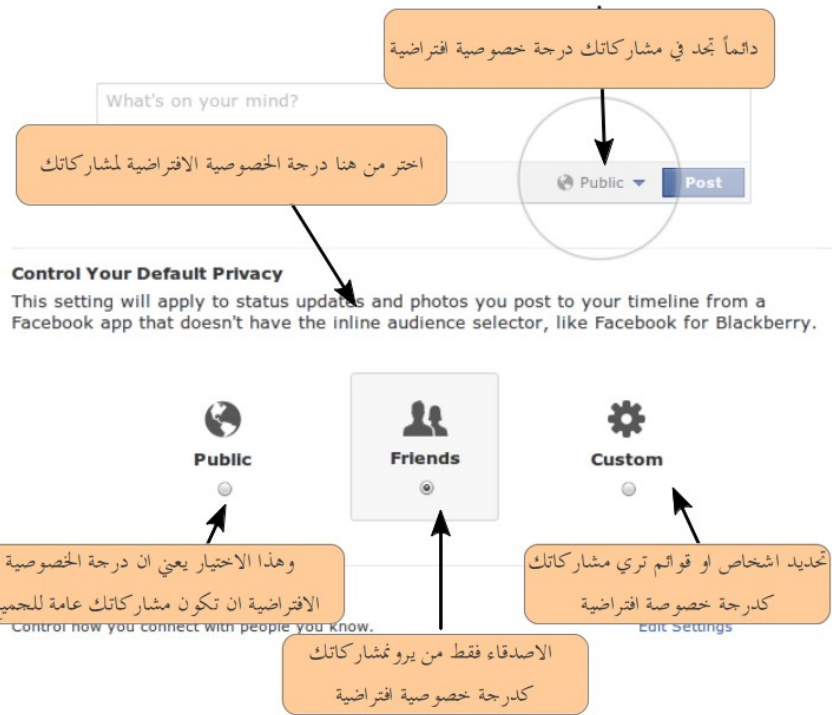 دائماً تجد في مشاركاتك درجة خصوصية افتراضية
What's on your mind?
اختر من هنا درجة الخصوصية الافتراضية لمشاركاتك
Public
Post
Control Your Default Privacy
This setting will apply to status updates and photos you post to your timeline from a
Facebook app that doesn't have the inline audience selector, like Facebook for Blackberry.
Public
Friends
Custom
وهذا الاختيار يعني ان درجة الخصوصية
الافتراضية ان تكون مشاركاتك عامة للجميع
تحديد اشخاص او قوائم تري مشاركاتك
كدرجة خصوصة افتراضية
Control how you connect with people you know.
Edit Settings
الاصدقاء فقط من يرو نمشاركاتك
كدرجة خصوصية افتراضية